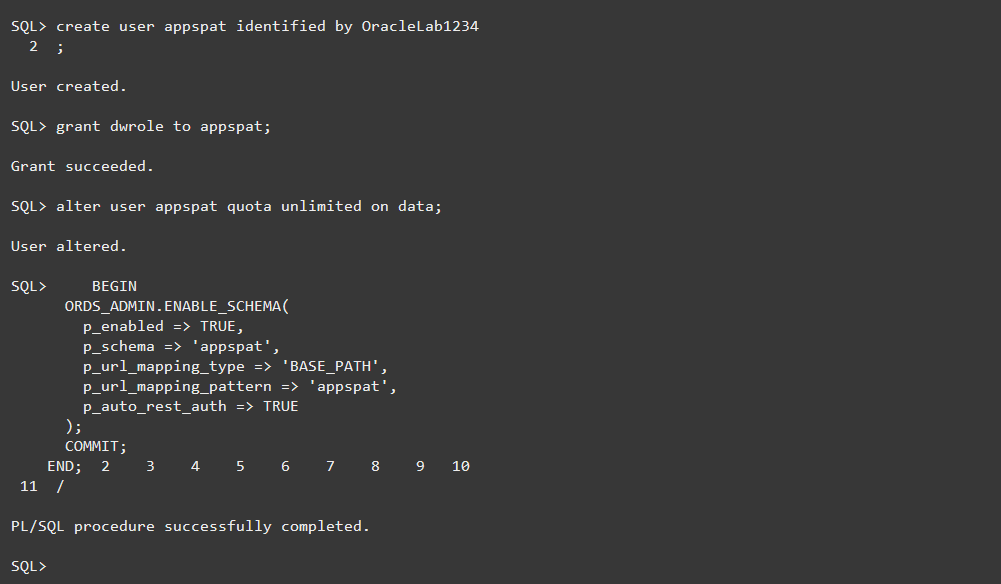 SQL> create user appspat identified by OracleLab1234
  2  ;
User created.
SQL> grant dwrole to appspat;
Grant succeeded.
SQL> alter user appspat quota unlimited on data;
User altered.
SQL>     BEGIN
      ORDS_ADMIN.ENABLE_SCHEMA(
        p_enabled => TRUE,
        p_schema => 'appspat',
        p_url_mapping_type => 'BASE_PATH',
        p_url_mapping_pattern => 'appspat',
        p_auto_rest_auth => TRUE
      );
      COMMIT;
    END;  2    3    4    5    6    7    8    9   10
 11  /
PL/SQL procedure successfully completed.
SQL>